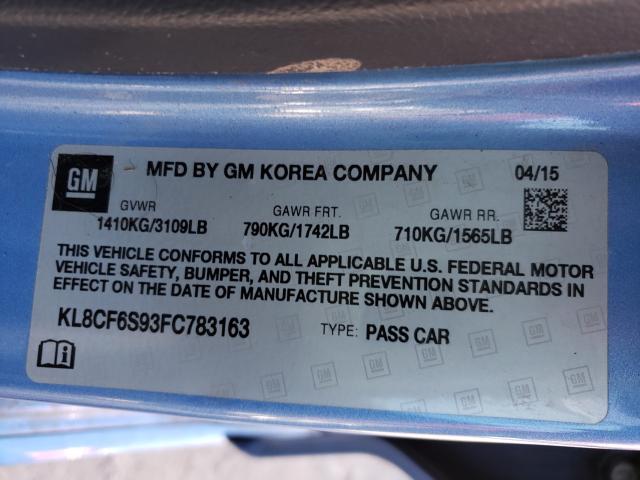 GM
MFD BY GM KOREA COMPANY 04/15
GVWR GAWR FRT. GAWR RR.
1410KG/3109LB 790KG/1742LB 710KG/1565LB
THIS VEHICLE CONFORMS TO ALL APPLICABLE U.S. FEDERAL MOTOR
VEHICLE SAFETY, BUMPER, AND THEFT PREVENTION STANDARDS IN
EFFECT ON THE DATE OF MANUFACTURE SHOWN ABOVE.
KL8CF6S93FC783163 TYPE: PASS CAR